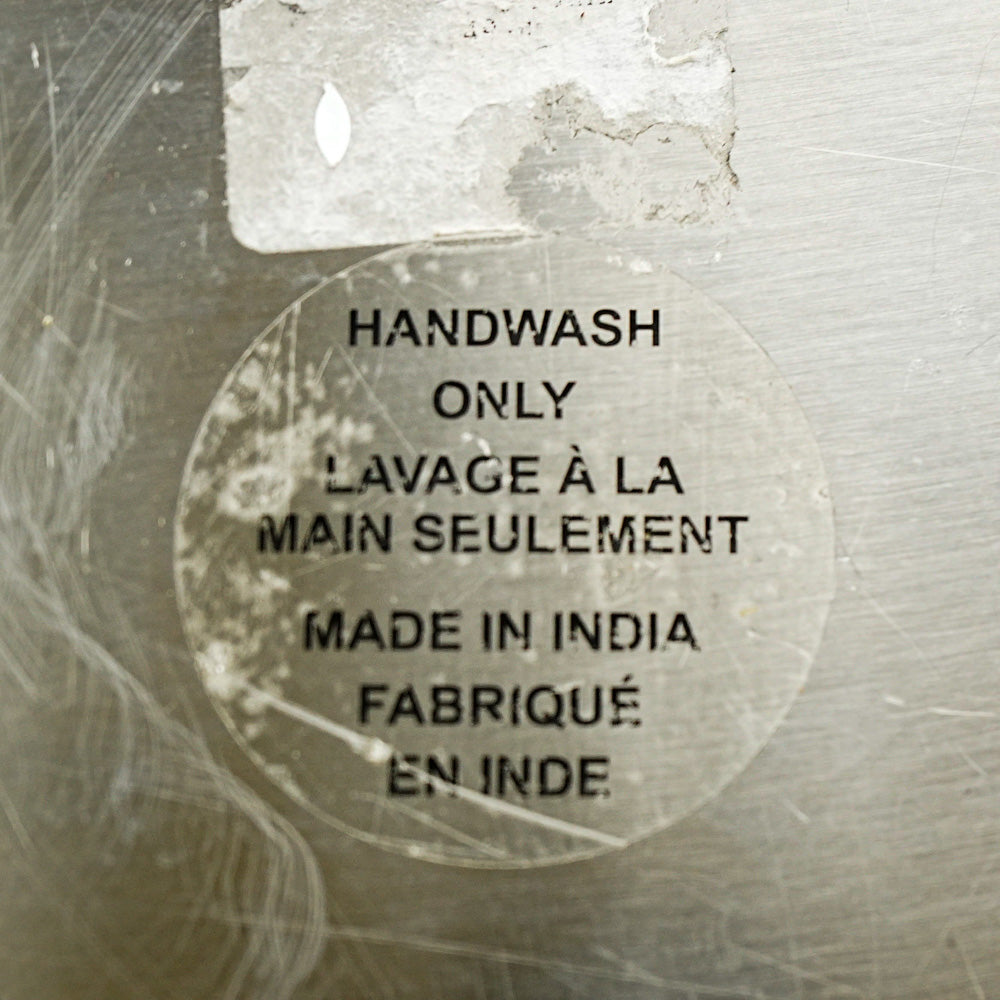 HANDWASH
ONLY
LAVAGE À LA
MAIN SEULEMENT
MADE IN INDIA
FABRIQUÉ
EN INDE